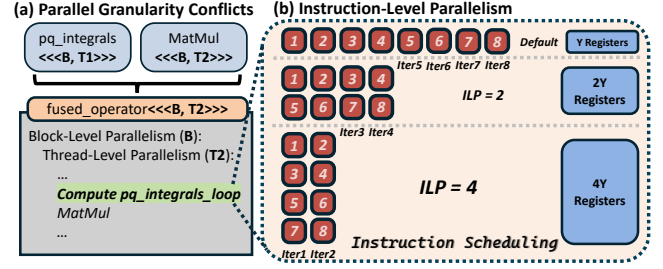 (a) Parallel Granularity Conflicts
pq_integrals
<<<B, T1>>>
MatMul
<<<B, T2>>>
fused_operator<<<B, T2>>>
Block-Level Parallelism (B):
Thread-Level Parallelism (T2):
...
Compute pq_integrals_loop
MatMul
...
(b) Instruction-Level Parallelism
1 2 3 4 5 6 7 8 Default Y Registers
Iter5 Iter6 Iter7 Iter8
1 2 3 4
5 6 7 8
ILP = 2
2Y
Registers
Iter3 Iter4
1 2
3 4
5 6
7 8
ILP = 4
4Y
Registers
Iter1 Iter2
Instruction Scheduling